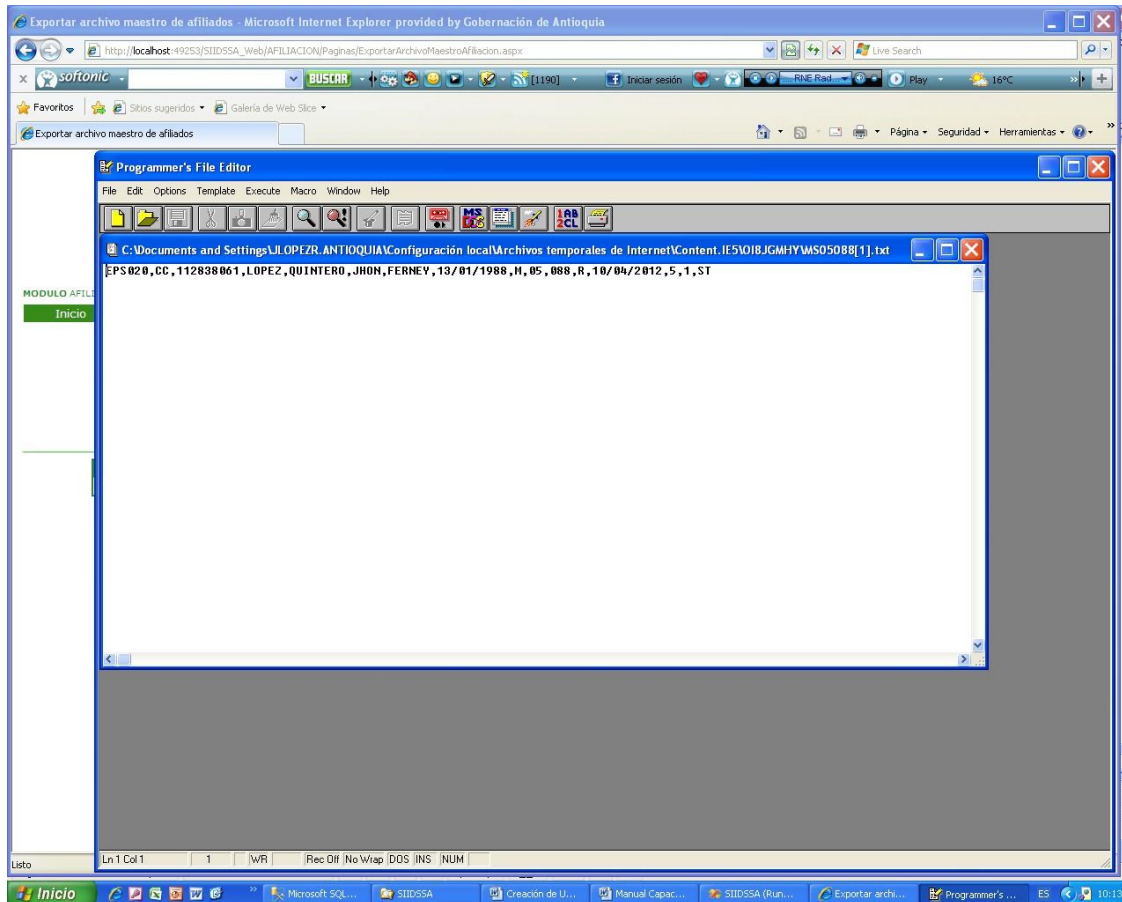 Exportar archivo maestro de afiliados - Microsoft Internet Explorer provided by Gobernación de Antioquia
http://localhost:49253/SIIDSSA_Web/AFILIACION/Paginas/ExportarArchivoMaestroAfiliacion.aspx
Live Search
softonic
BUSCAR
[1190]
Iniciar sesión
RNE Rad...
Play
16°C
Favoritos
Sitios sugeridos
Galería de Web Slice
Exportar archivo maestro de afiliados
Página
Seguridad
Herramientas
Programmer's File Editor
File Edit Options Template Execute Macro Window Help
C:\Documents and Settings\JLOPEZR.ANTIOQUIA\Configuración local\Archivos temporales de Internet\Content.IE5\OI8JGMHY\MS05088[1].txt
EPS020,CC,112838061,LOPEZ,QUINTERO,JHON,FERNEY,13/01/1988,M,05,088,R,10/04/2012,5,1,ST
MODULO AFILI
Inicio
Ln 1 Col 1 1 WR Rec Off No Wrap DOS INS NUM
Listo
Inicio
Microsoft SQL...
SIIDSSA
Creación de U...
Manual Capac...
SIIDSSA (Run...
Exportar archi...
Programmer's ...
ES
10:13